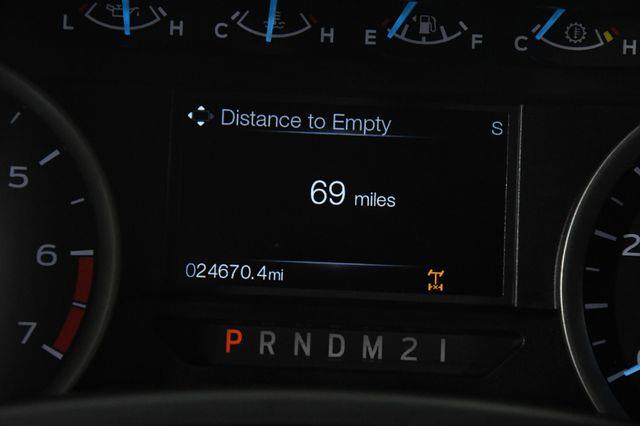 L H C H E F C H
Distance to Empty S
69 miles
5
6
7
2
024670.4mi
P R N D M 2 1